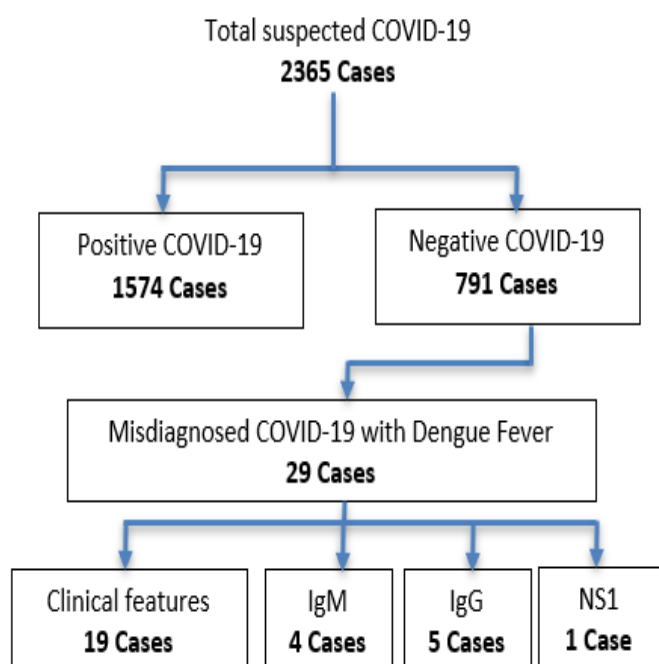 Total suspected COVID-19
2365 Cases
Positive COVID-19
1574 Cases
Negative COVID-19
791 Cases
Misdiagnosed COVID-19 with Dengue Fever
29 Cases
Clinical features
19 Cases
IgM
4 Cases
IgG
5 Cases
NS1
1 Case